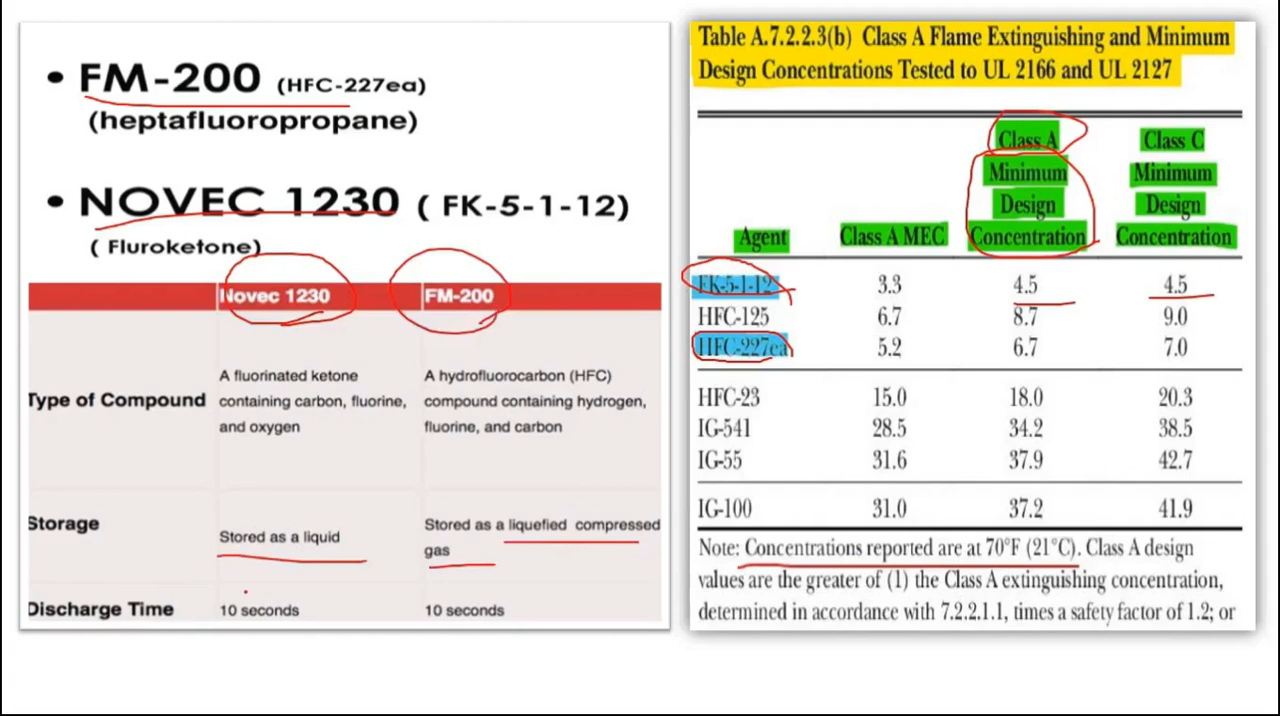 • FM-200 (HFC-227ea)
(heptafluoropropane)
• NOVEC 1230 ( FK-5-1-12)
( Fluroketone)
Novec 1230 FM-200
Type of Compound
A fluorinated ketone
containing carbon, fluorine,
and oxygen
A hydrofluorocarbon (HFC)
compound containing hydrogen,
fluorine, and carbon
Storage
Stored as a liquid
Stored as a liquefied compressed
gas
Discharge Time 10 seconds 10 seconds
Table A.7.2.2.3(b) Class A Flame Extinguishing and Minimum
Design Concentrations Tested to UL 2166 and UL 2127
Agent
Class A MEC
Class A
Minimum
Design
Concentration
Class C
Minimum
Design
Concentration
FK-5-1-12 3.3 4.5 4.5
HFC-125 6.7 8.7 9.0
HFC-227ea 5.2 6.7 7.0
HFC-23 15.0 18.0 20.3
IG-541 28.5 34.2 38.5
IG-55 31.6 37.9 42.7
IG-100 31.0 37.2 41.9
Note: Concentrations reported are at 70°F (21°C). Class A design
values are the greater of (1) the Class A extinguishing concentration,
determined in accordance with 7.2.2.1.1, times a safety factor of 1.2; or